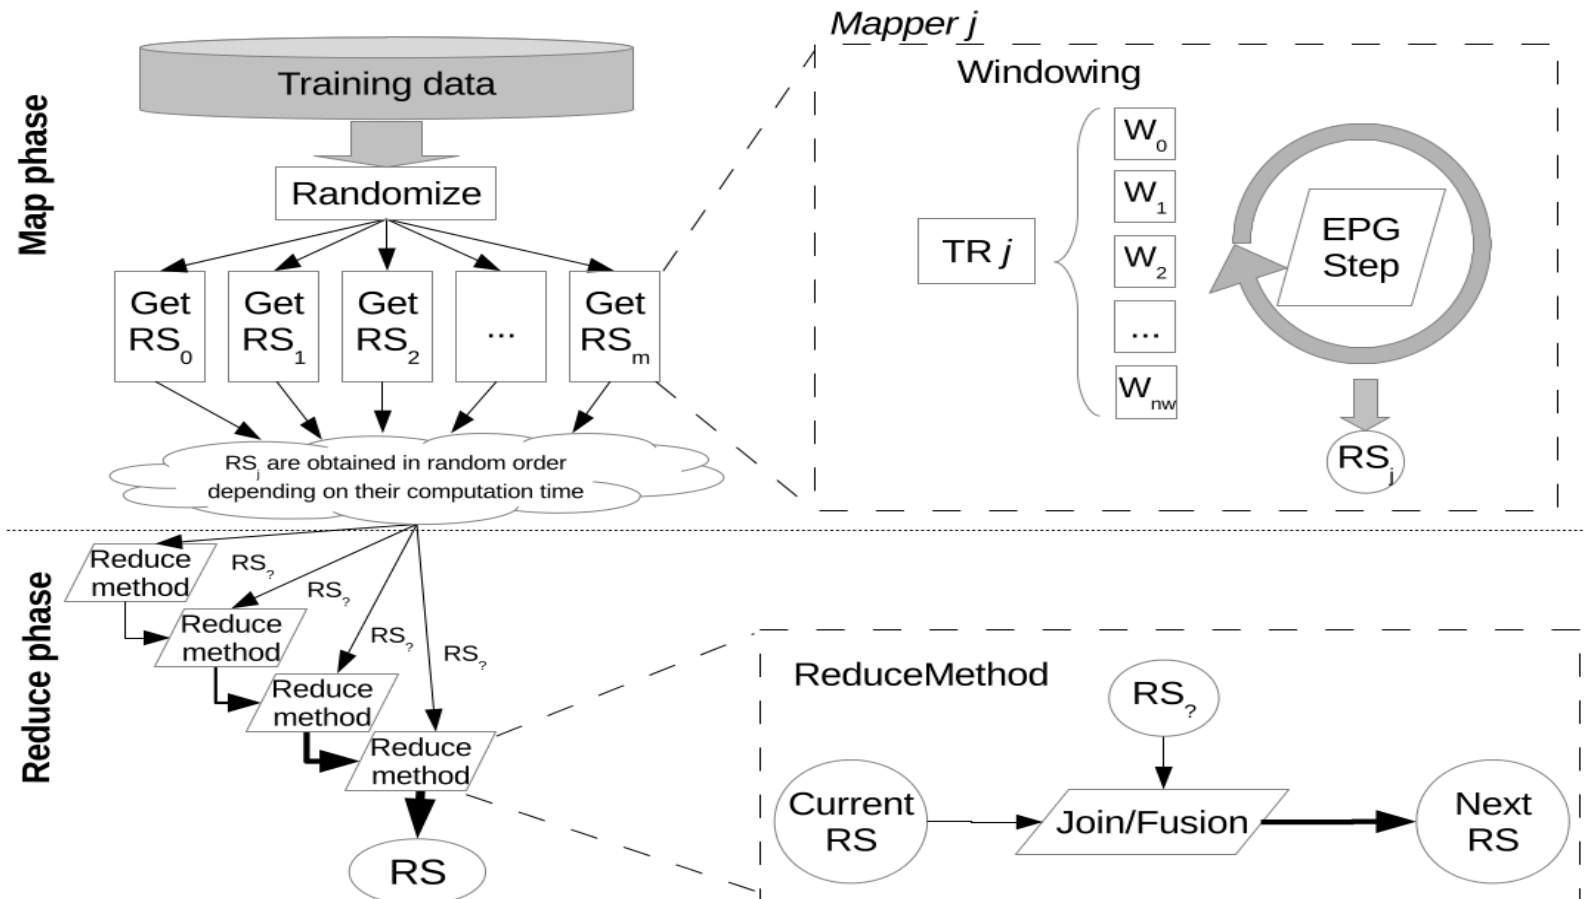 Map phase
Training data
Randomize
Get
RS0
Get
RS1
Get
RS2
...
Get
RSm
RSj are obtained in random order
depending on their computation time
Mapper j
Windowing
TR j
W0
W1
W2
...
Wnw
EPG
Step
RSj
Reduce phase
Reduce
method
RS?
Reduce
method
RS?
Reduce
method
RS?
Reduce
method
RS?
RS
ReduceMethod
RS?
Current
RS
Join/Fusion
Next
RS